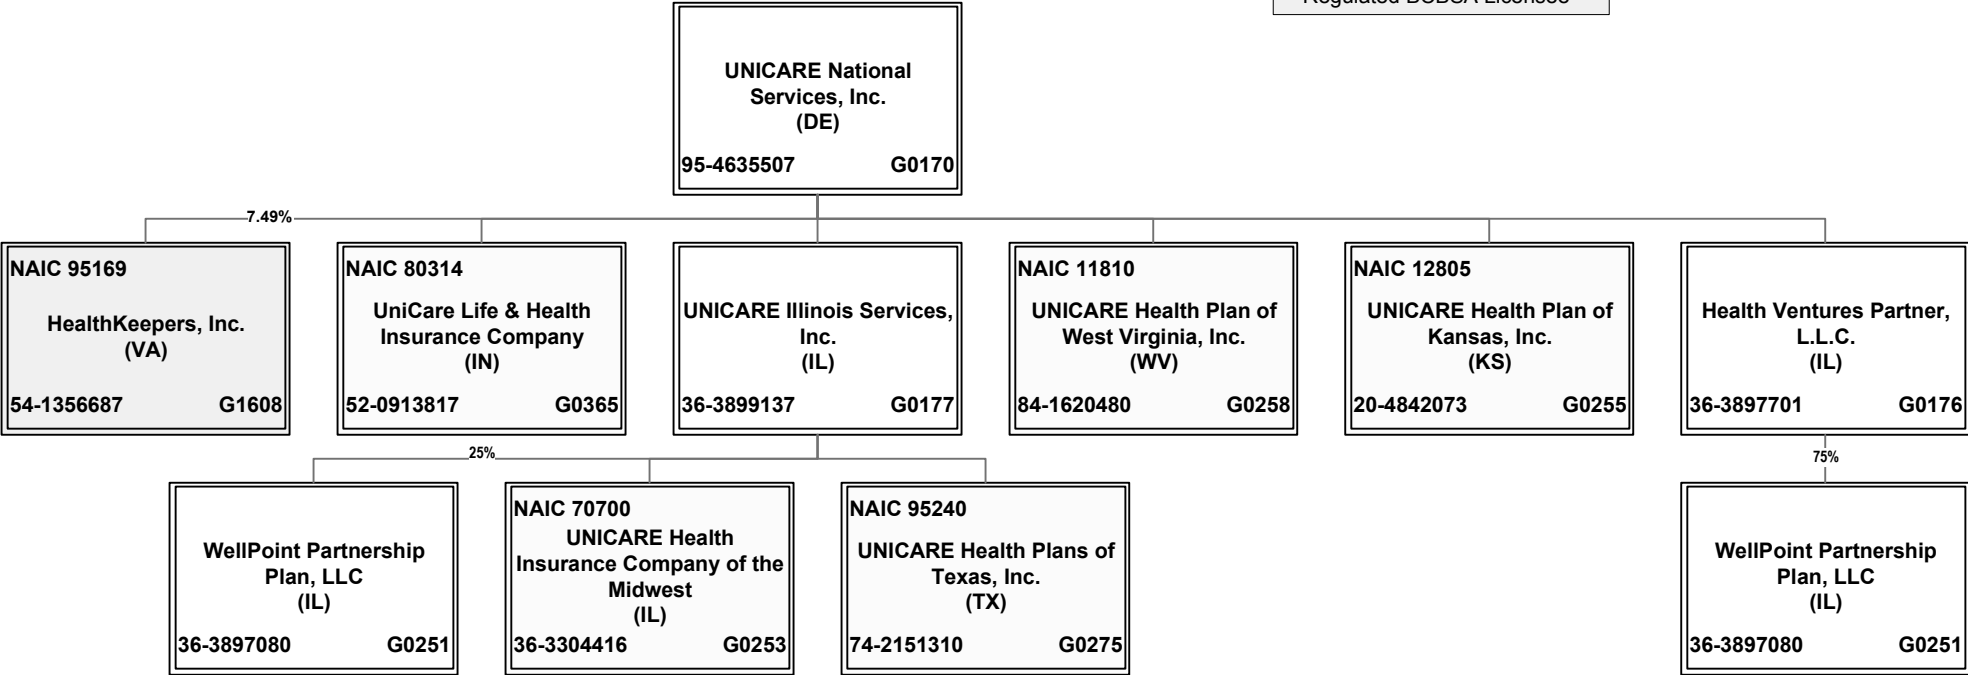 Regulated BCBSA Licensee
UNICARE National
Services, Inc.
(DE)
95-4635507 G0170
7.49%
NAIC 95169
HealthKeepers, Inc.
(VA)
54-1356687 G1608
NAIC 80314
UniCare Life & Health
Insurance Company
(IN)
52-0913817 G0365
UNICARE Illinois Services,
Inc.
(IL)
36-3899137 G0177
NAIC 11810
UNICARE Health Plan of
West Virginia, Inc.
(WV)
84-1620480 G0258
NAIC 12805
UNICARE Health Plan of
Kansas, Inc.
(KS)
20-4842073 G0255
Health Ventures Partner,
L.L.C.
(IL)
36-3897701 G0176
25%
75%
WellPoint Partnership
Plan, LLC
(IL)
36-3897080 G0251
NAIC 70700
UNICARE Health
Insurance Company of the
Midwest
(IL)
36-3304416 G0253
NAIC 95240
UNICARE Health Plans of
Texas, Inc.
(TX)
74-2151310 G0275
WellPoint Partnership
Plan, LLC
(IL)
36-3897080 G0251